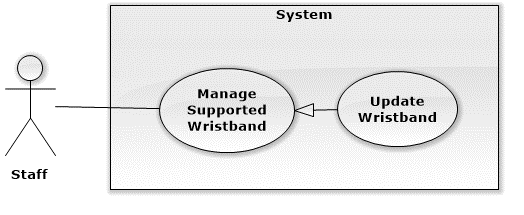 System
Manage
Supported
Wristband
Update
Wristband
Staff